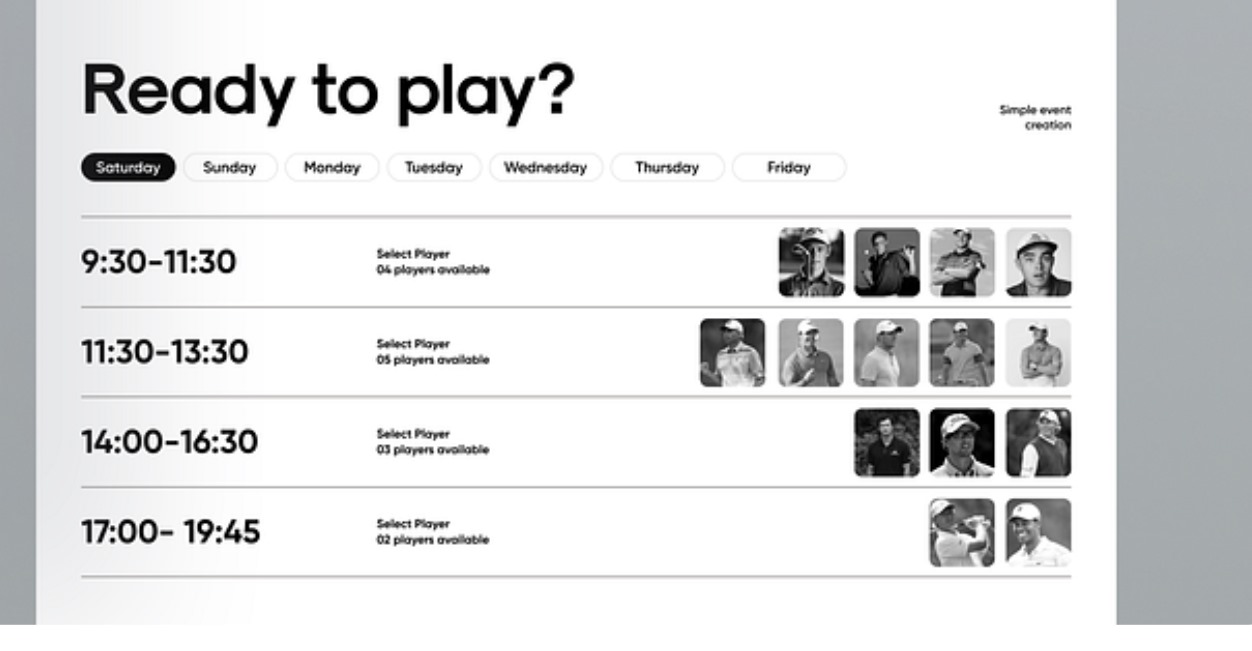 Ready to play?
Simple event
creation
Saturday
Sunday
Monday
Tuesday
Wednesday
Thursday
Friday
9:30-11:30
Select Player
04 players available
11:30-13:30
Select Player
05 players available
14:00-16:30
Select Player
03 players available
17:00- 19:45
Select Player
02 players available